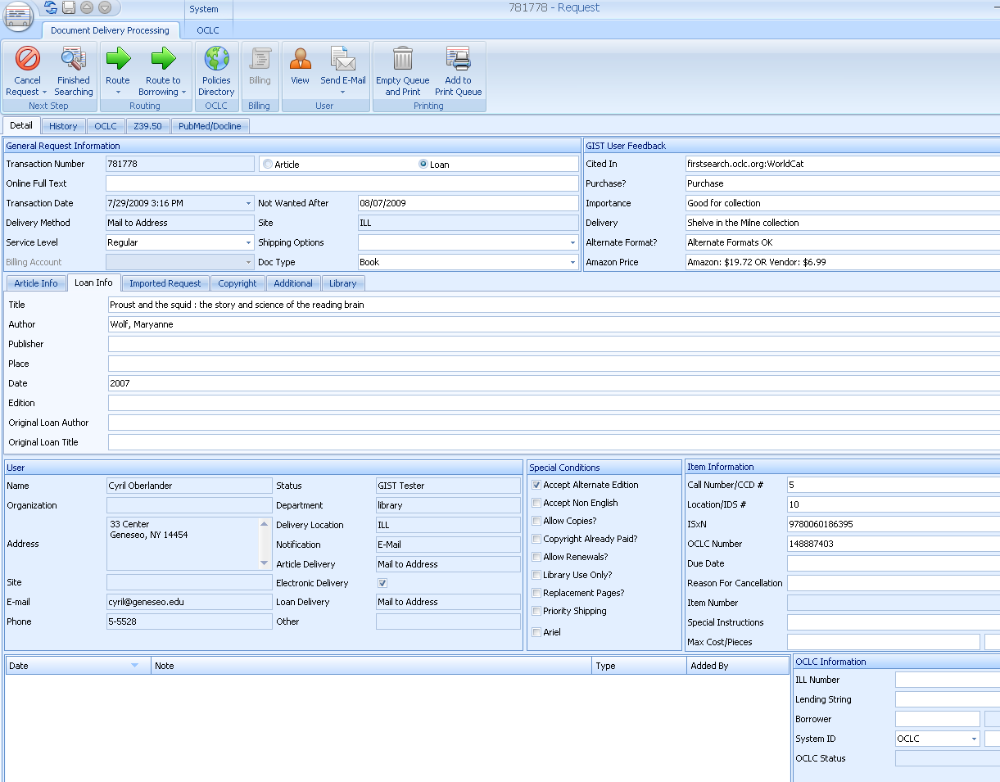 System
781778 - Request
Document Delivery Processing
OCLC
Cancel Request
Finished Searching
Route
Route to Borrowing
Policies Directory
Billing
View
Send E-Mail
Empty Queue and Print
Add to Print Queue
Next Step
Routing
OCLC
Billing
User
Printing
Detail
History
OCLC
Z39.50
PubMed/Docline
General Request Information
Transaction Number 781778 Article Loan
Online Full Text
Transaction Date 7/29/2009 3:16 PM Not Wanted After 08/07/2009
Delivery Method Mail to Address Site ILL
Service Level Regular Shipping Options
Billing Account Doc Type Book
GIST User Feedback
Cited In firstsearch.oclc.org:WorldCat
Purchase? Purchase
Importance Good for collection
Delivery Shelve in the Milne collection
Alternate Format? Alternate Formats OK
Amazon Price Amazon: $19.72 OR Vendor: $6.99
Article Info
Loan Info
Imported Request
Copyright
Additional
Library
Title Proust and the squid : the story and science of the reading brain
Author Wolf, Maryanne
Publisher
Place
Date 2007
Edition
Original Loan Author
Original Loan Title
User
Name Cyril Oberlander Status GIST Tester
Organization Department library
Address 33 Center Delivery Location ILL
Geneseo, NY 14454
Notification E-Mail
Article Delivery Mail to Address
Site Electronic Delivery
E-mail cyril@geneseo.edu Loan Delivery Mail to Address
Phone 5-5528 Other
Special Conditions
Accept Alternate Edition
Accept Non English
Allow Copies?
Copyright Already Paid?
Allow Renewals?
Library Use Only?
Replacement Pages?
Priority Shipping
Ariel
Item Information
Call Number/CCD # 5
Location/IDS # 10
ISxN 9780060186395
OCLC Number 148887403
Due Date
Reason For Cancellation
Item Number
Special Instructions
Max Cost/Pieces
Date Note Type Added By
OCLC Information
ILL Number
Lending String
Borrower
System ID OCLC
OCLC Status